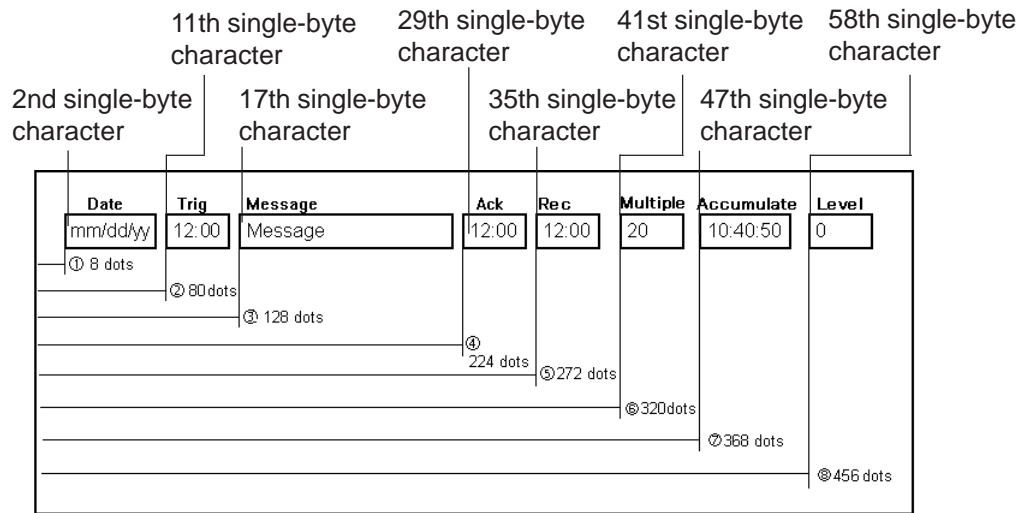 11th single-byte character
29th single-byte character
41st single-byte character
58th single-byte character
2nd single-byte character
17th single-byte character
35th single-byte character
47th single-byte character
Date Trig Message Ack Rec Multiple Accumulate Level
mm/dd/yy 12:00 Message 12:00 12:00 20 10:40:50 0
① 8 dots
② 80dots
③ 128 dots
④
224 dots
⑤272 dots
⑥320dots
⑦368 dots
⑧456 dots